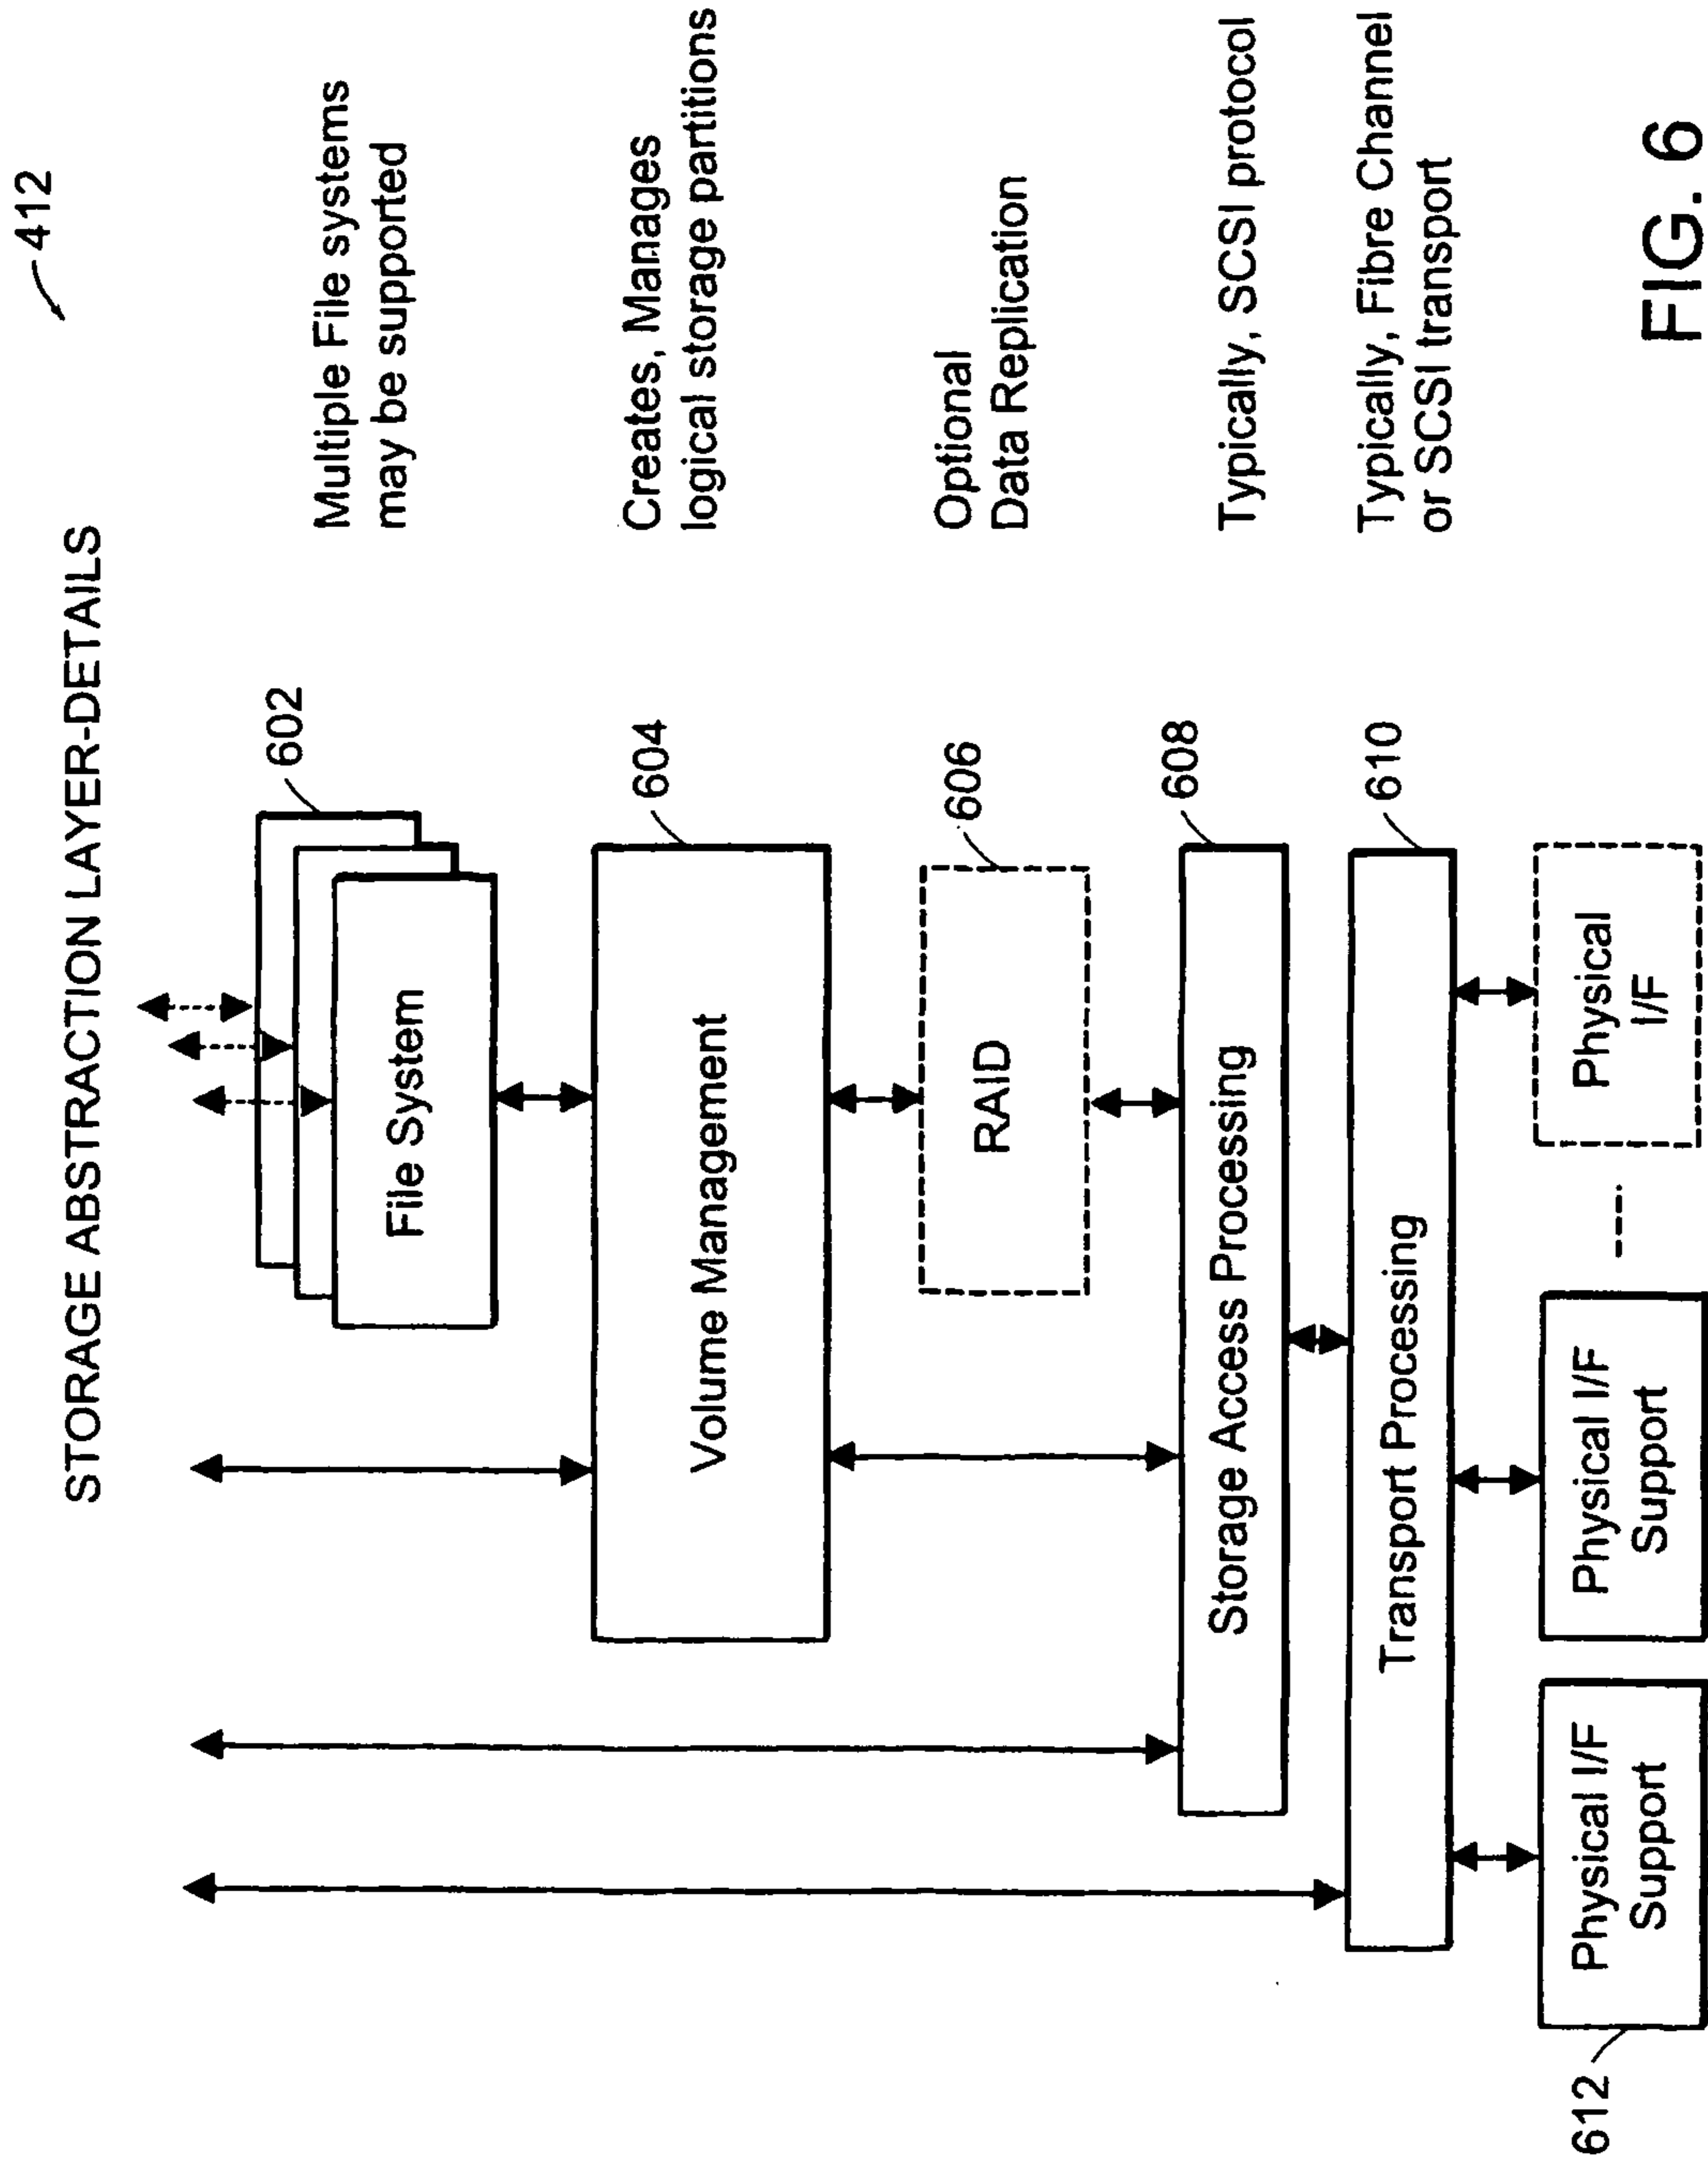 412
STORAGE ABSTRACTION LAYER-DETAILS
602
File System
Multiple File systems
may be supported
604
Volume Management
Creates, Manages
logical storage partitions
606
RAID
Optional
Data Replication
608
Storage Access Processing
Typically, SCSI protocol
610
Transport Processing
Typically, Fibre Channel
or SCSI transport
612
Physical I/F
Support
Physical I/F
Support
Physical
I/F
FIG. 6